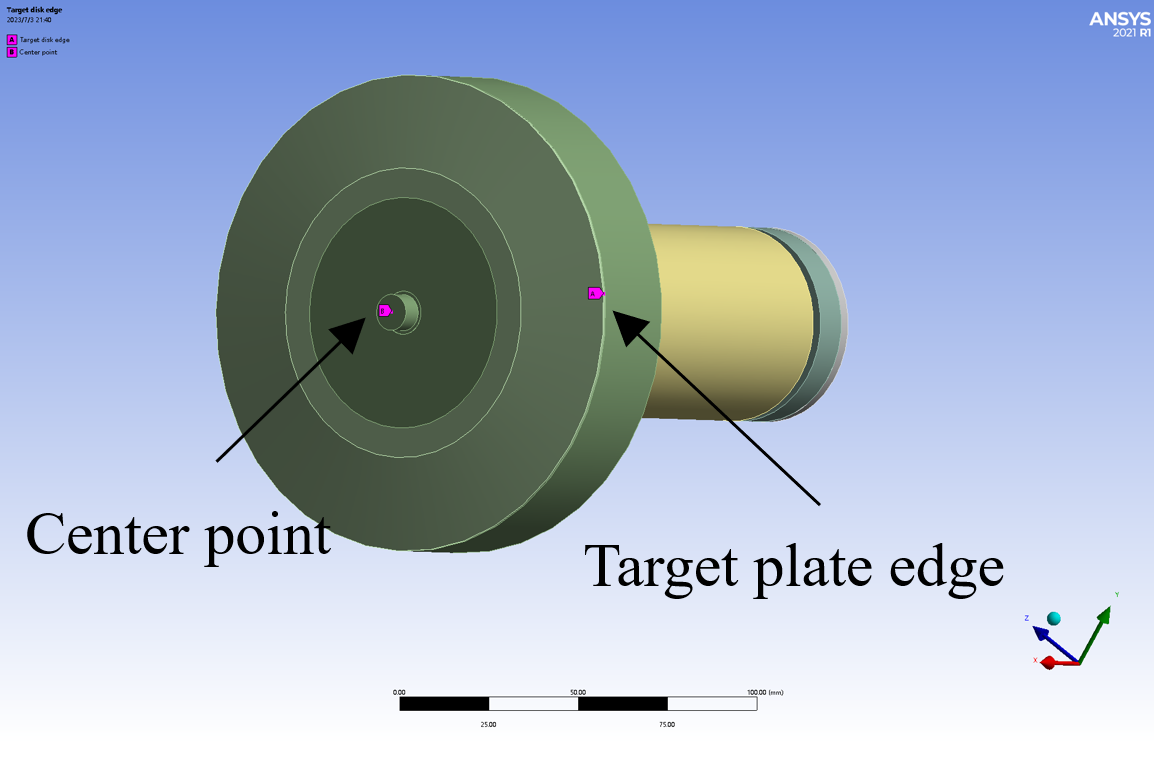 Target disk edge
2023/7/3 21:40
A Target disk edge
B Center point
ANSYS
2021 R1
B
A
Center point
Target plate edge
Y
Z
X
0.00 50.00 100.00 (mm)
25.00 75.00